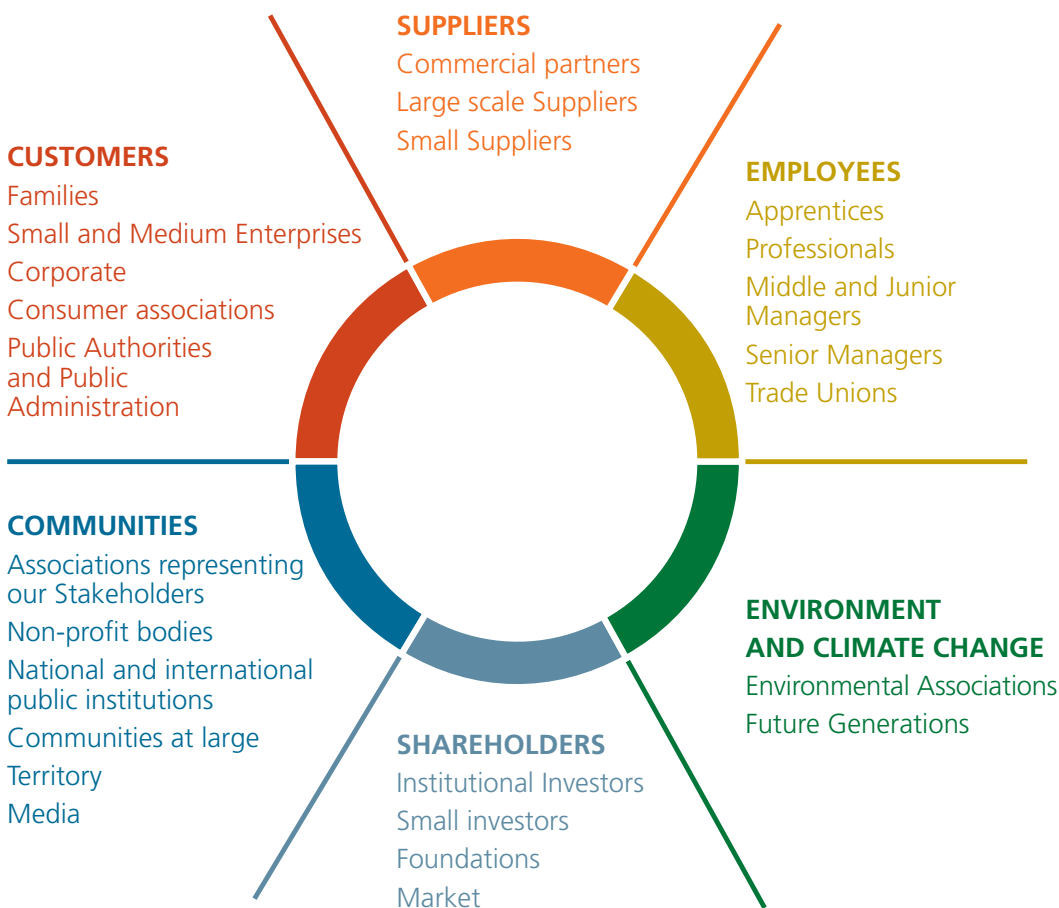 SUPPLIERS
Commercial partners
Large scale Suppliers
Small Suppliers
CUSTOMERS
Families
Small and Medium Enterprises
Corporate
Consumer associations
Public Authorities
and Public
Administration
EMPLOYEES
Apprentices
Professionals
Middle and Junior
Managers
Senior Managers
Trade Unions
COMMUNITIES
Associations representing
our Stakeholders
Non-profit bodies
National and international
public institutions
Communities at large
Territory
Media
ENVIRONMENT
AND CLIMATE CHANGE
Environmental Associations
Future Generations
SHAREHOLDERS
Institutional Investors
Small investors
Foundations
Market